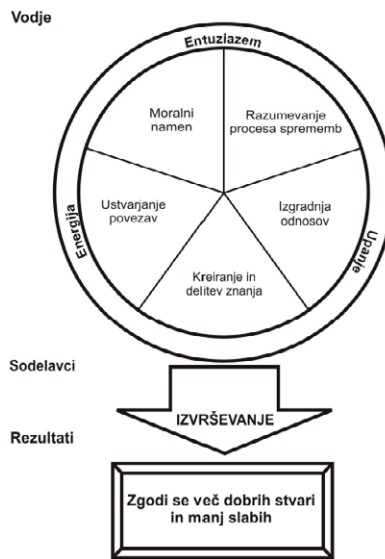 Vodje
Entuziazem
Moralni
namen
Razumevanje
procesa sprememb
Energija
Ustvarjanje
povezav
Izgradnja
odnosov
Upanje
Kreiranje in
delitev znanja
Sodelavci
IZVRŠEVANJE
Rezultati
Zgodi se več dobrih stvari
in manj slabih